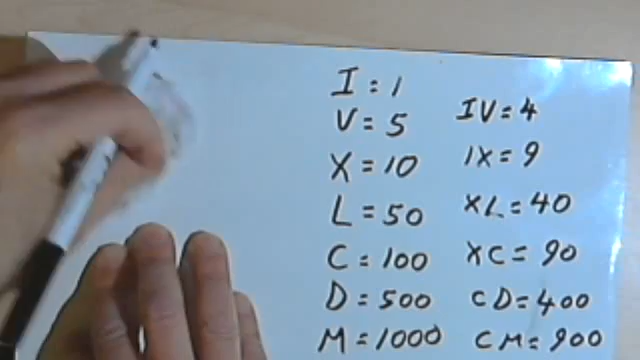 I = 1
V = 5
X = 10
L = 50
C = 100
D = 500
M = 1000
IV = 4
IX = 9
XL = 40
XC = 90
CD = 400
CM = 900